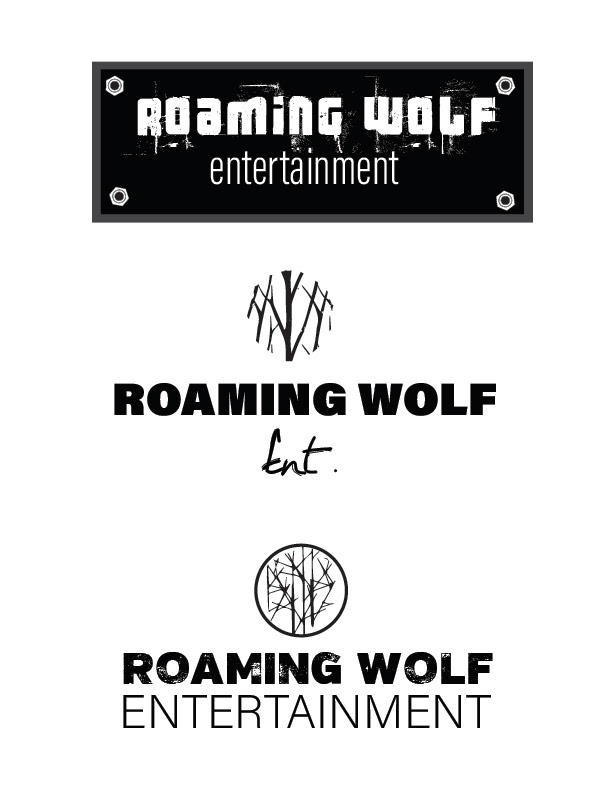 ROAMING WOLF
entertainment
ROAMING WOLF
Ent.
ROAMING WOLF
ENTERTAINMENT